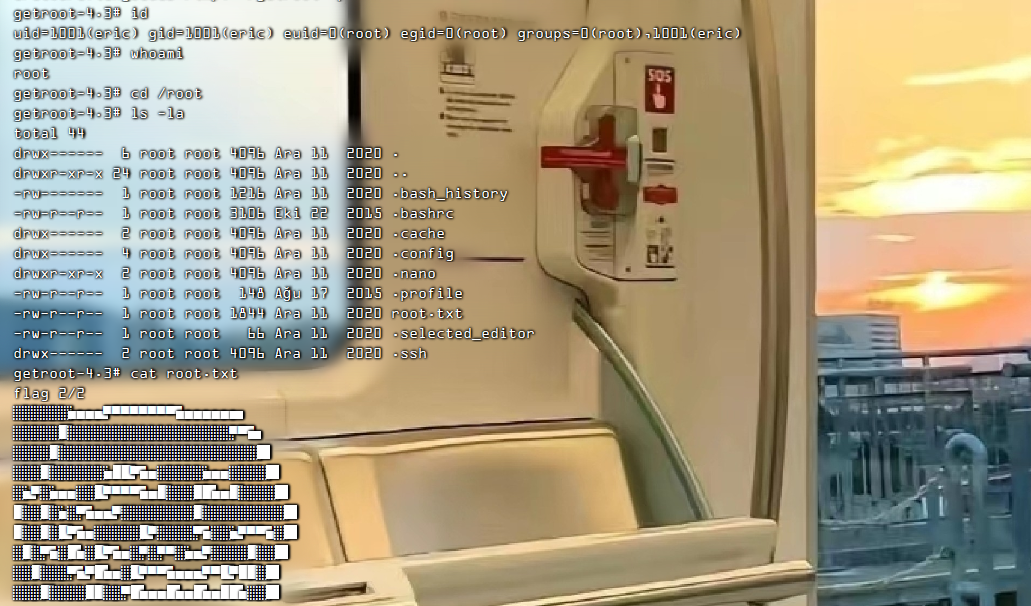 getroot-4.3# id
uid=1001(eric) gid=1001(eric) euid=0(root) egid=0(root) groups=0(root),1001(eric)
getroot-4.3# whoami
root
getroot-4.3# cd /root
getroot-4.3# ls -la
total 44
drwx------  6 root root 4096 Ara 11  2020 .
drwxr-xr-x 24 root root 4096 Ara 11  2020 ..
-rw-------  1 root root 1216 Ara 11  2020 .bash_history
-rw-r--r--  1 root root 3106 Eki 22  2015 .bashrc
drwx------  2 root root 4096 Ara 11  2020 .cache
drwx------  4 root root 4096 Ara 11  2020 .config
drwxr-xr-x  2 root root 4096 Ara 11  2020 .nano
-rw-r--r--  1 root root  148 Ağu 17  2015 .profile
-rw-r--r--  1 root root 1844 Ara 11  2020 root.txt
-rw-r--r--  1 root root   66 Ara 11  2020 .selected_editor
drwx------  2 root root 4096 Ara 11  2020 .ssh
getroot-4.3# cat root.txt
flag 2/2
SOS